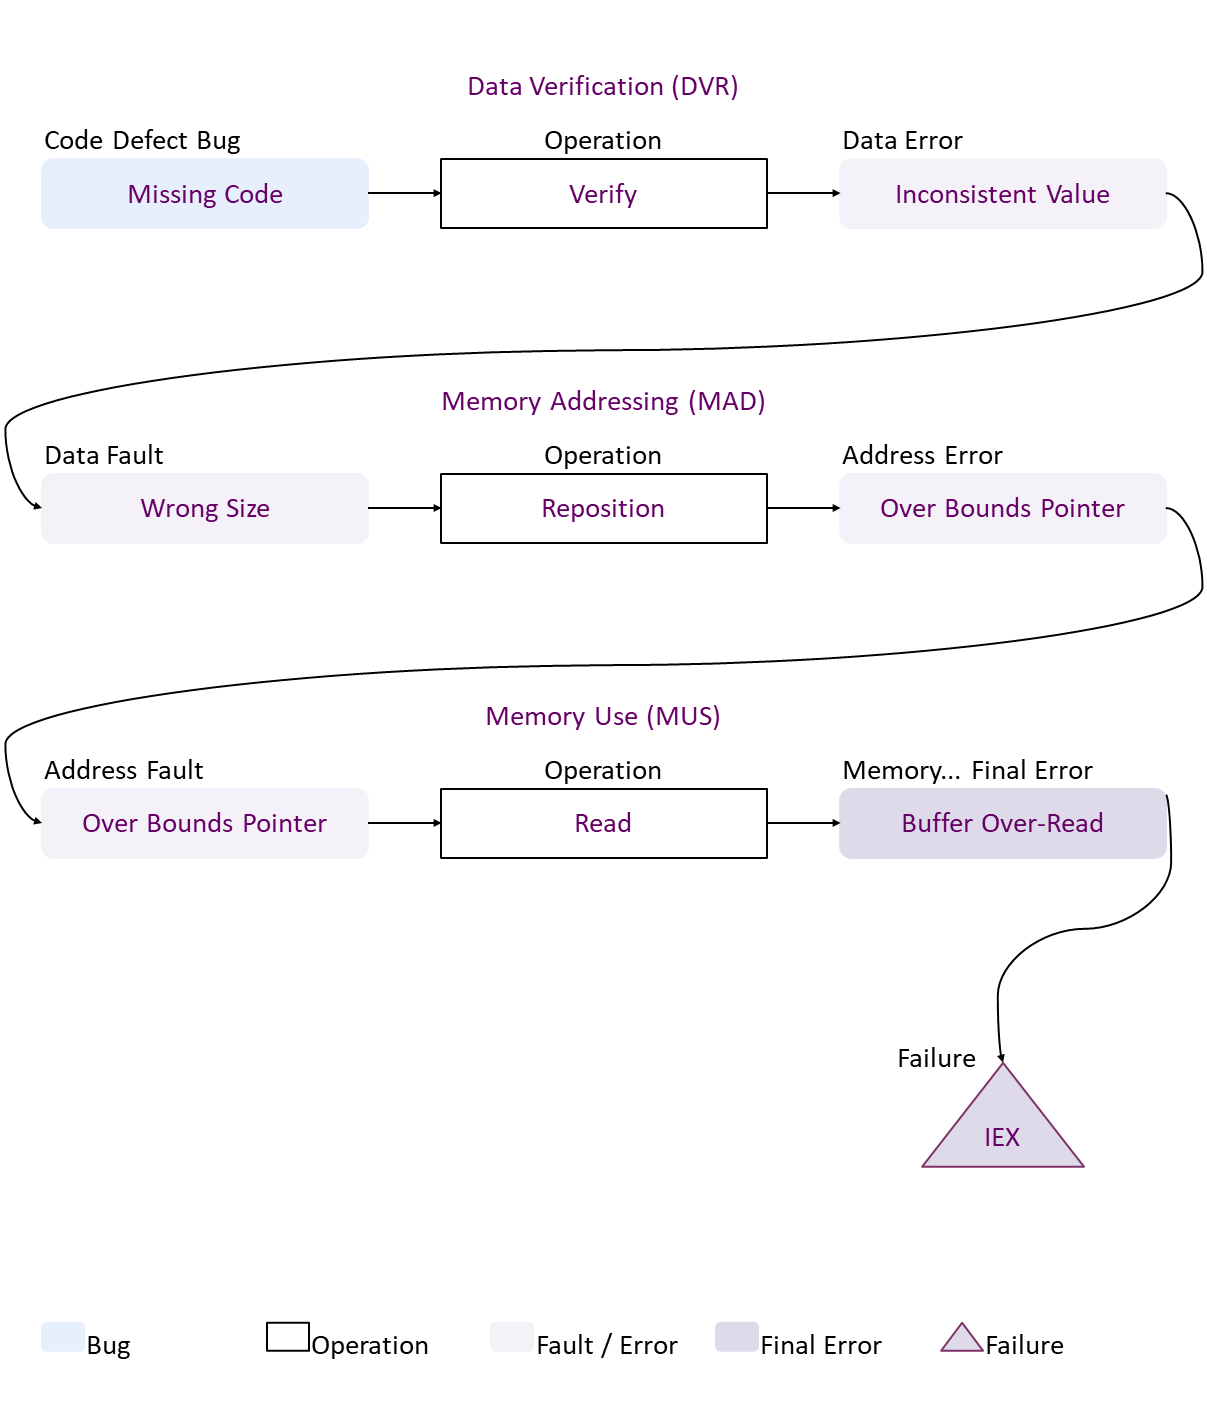 Data Verification (DVR)
Code Defect Bug
Operation
Data Error
Missing Code
Verify
Inconsistent Value
Memory Addressing (MAD)
Data Fault
Operation
Address Error
Wrong Size
Reposition
Over Bounds Pointer
Memory Use (MUS)
Address Fault
Operation
Memory... Final Error
Over Bounds Pointer
Read
Buffer Over-Read
Failure
IEX
Bug
Operation
Fault / Error
Final Error
Failure